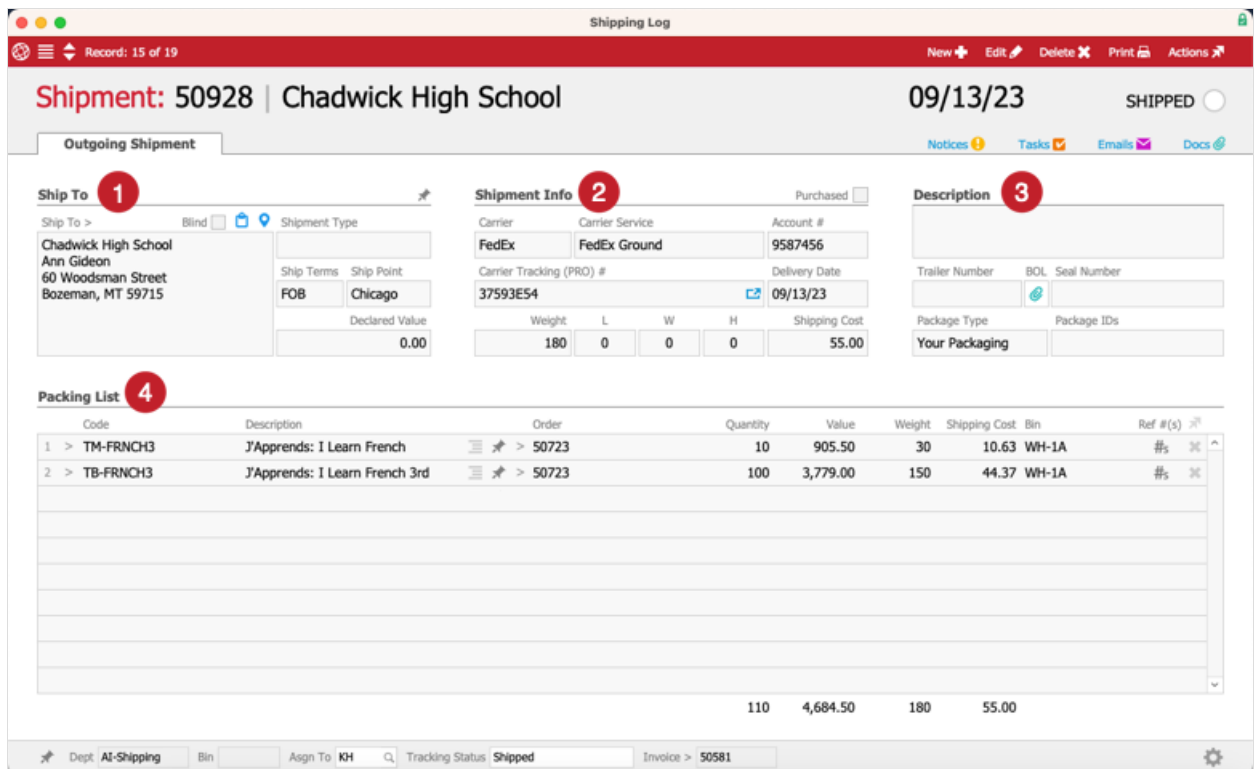 Shipping Log
Record: 15 of 19 New Edit Delete Print Actions
Shipment: 50928 | Chadwick High School 09/13/23 SHIPPED
Outgoing Shipment Notices Tasks Emails Docs
Ship To 1 Shipment Info 2 Purchased Description 3
Ship To > Blind Shipment Type Carrier Carrier Service Account #
Chadwick High School FedEx FedEx Ground 9587456
Ann Gideon
60 Woodsman Street Ship Terms Ship Point Carrier Tracking (PRO) # Delivery Date Trailer Number BOL Seal Number
Bozeman, MT 59715 FOB Chicago 37593E54 09/13/23
Declared Value Weight L W H Shipping Cost Package Type Package IDs
0.00 180 0 0 0 55.00 Your Packaging
Packing List 4
Code Description Order Quantity Value Weight Shipping Cost Bin Ref #(s)
1 > TM-FRNCH3 J'Apprends: I Learn French > 50723 10 905.50 30 10.63 WH-1A #s
2 > TB-FRNCH3 J'Apprends: I Learn French 3rd > 50723 100 3,779.00 150 44.37 WH-1A #s
110 4,684.50 180 55.00
Dept AI-Shipping Bin Asgn To KH Tracking Status Shipped Invoice > 50581